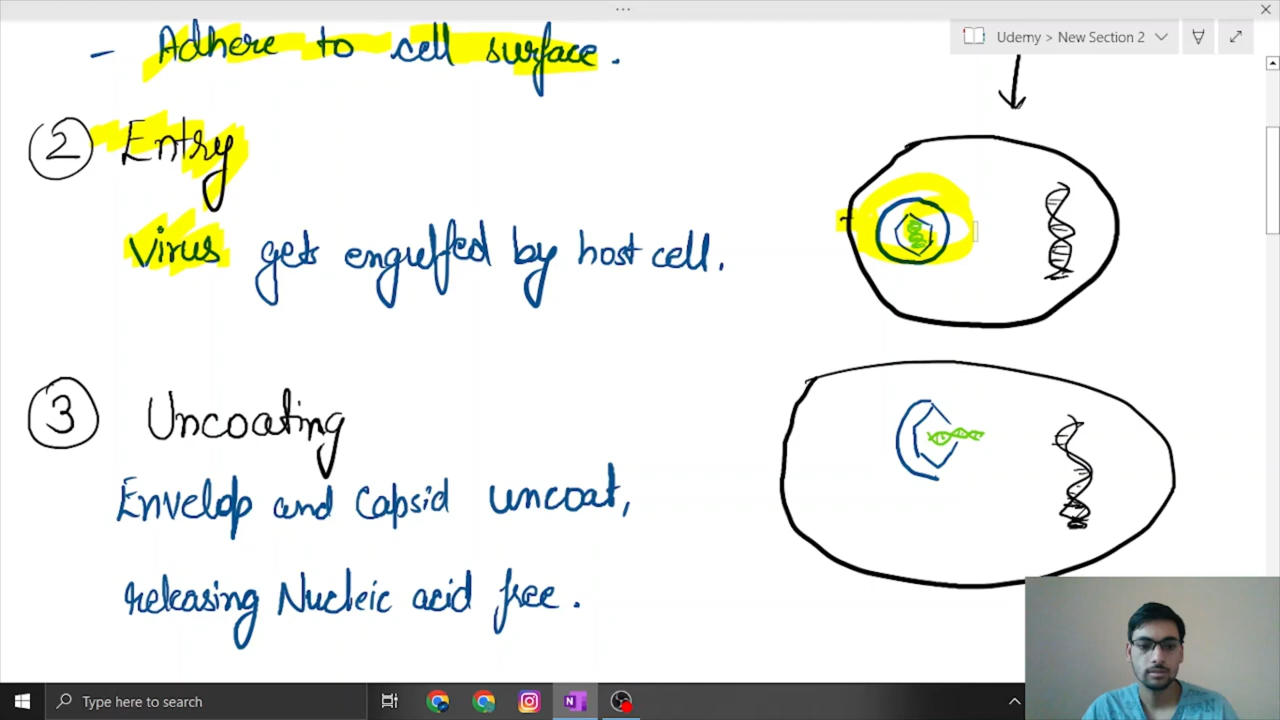 ...
Udemy > New Section 2
- Adhere to cell surface.
2 Entry
Virus gets engulfed by host cell.
3 Uncoating
Envelop and Capsid uncoat,
releasing Nucleic acid free.
Type here to search